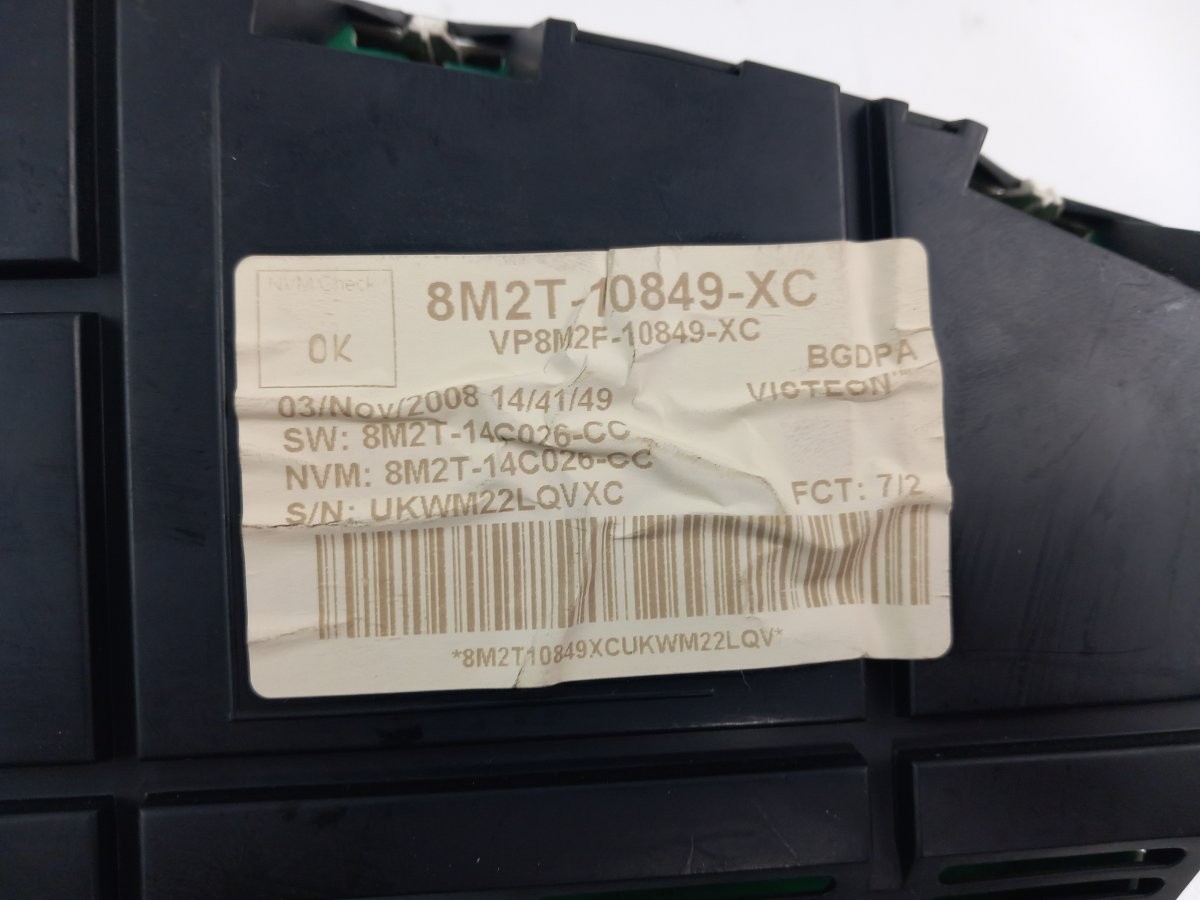 NVM Check
OK
8M2T-10849-XC
VP8M2F-10849-XC
BGDPA
VISTEON™
03/Nov/2008 14/41/49
SW: 8M2T-14C026-CC
NVM: 8M2T-14C026-CC
S/N: UKWM22LQVXC
FCT: 7/2
*8M2T10849XCUKWM22LQV*